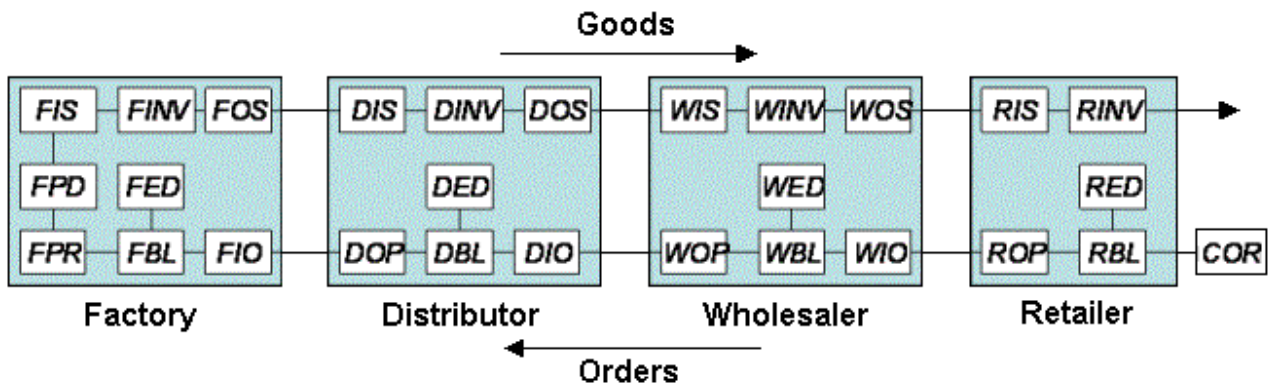 Goods
FIS FINV FOS DIS DINV DOS WIS WINV WOS RIS RINV
FPD FED DED WED RED
FPR FBL FIO DOP DBL DIO WOP WBL WIO ROP RBL COR
Factory Distributor Wholesaler Retailer
Orders